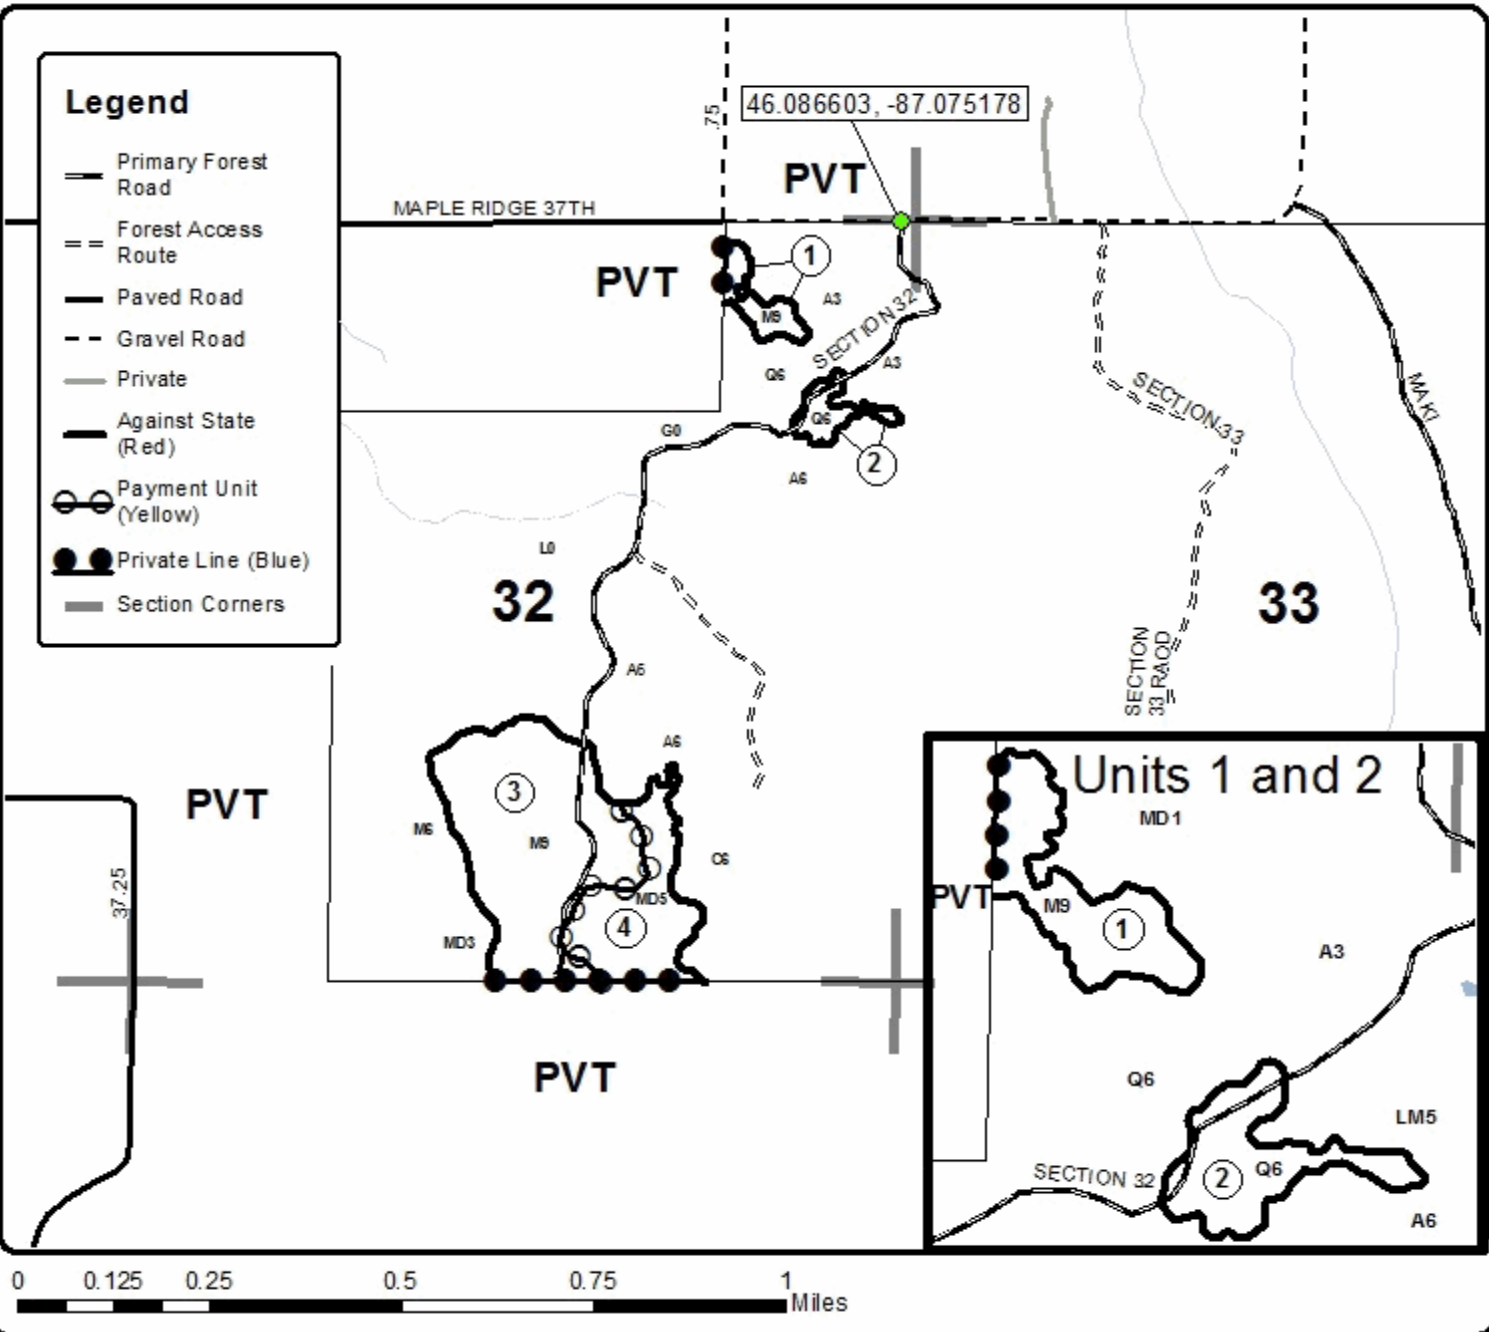 .75
46.086603, -87.075178
Legend
Primary Forest
Road
Forest Access
Route
Paved Road
Gravel Road
Private
Against State
(Red)
Payment Unit
(Yellow)
Private Line (Blue)
Section Corners
PVT
MAPLE RIDGE 37TH
PVT
1
A3
M9
SECTION 32
A3
Q6
Q6
G0
2
A6
SECTION 33
MAKI
L0
32
33
A6
SECTION
33 RAOD
A6
PVT
3
M6
M9
C6
MD5
4
MD3
37.25
PVT
Units 1 and 2
MD1
PVT
M9
1
A3
Q6
LM5
SECTION 32
2
Q6
A6
0
0.125
0.25
0.5
0.75
1
Miles